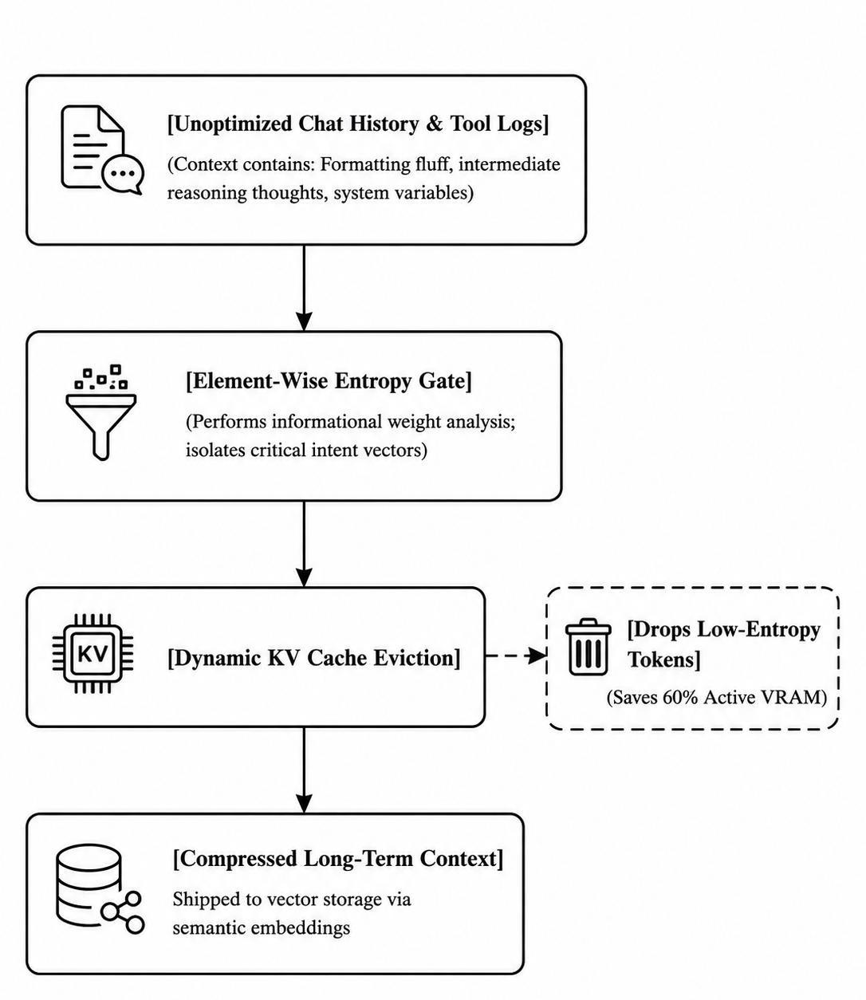 [Unoptimized Chat History & Tool Logs]
(Context contains: Formatting fluff, intermediate
reasoning thoughts, system variables)
[Element-Wise Entropy Gate]
(Performs informational weight analysis;
isolates critical intent vectors)
KV
[Dynamic KV Cache Eviction]
[Drops Low-Entropy
Tokens]
(Saves 60% Active VRAM)
[Compressed Long-Term Context]
Shipped to vector storage via
semantic embeddings